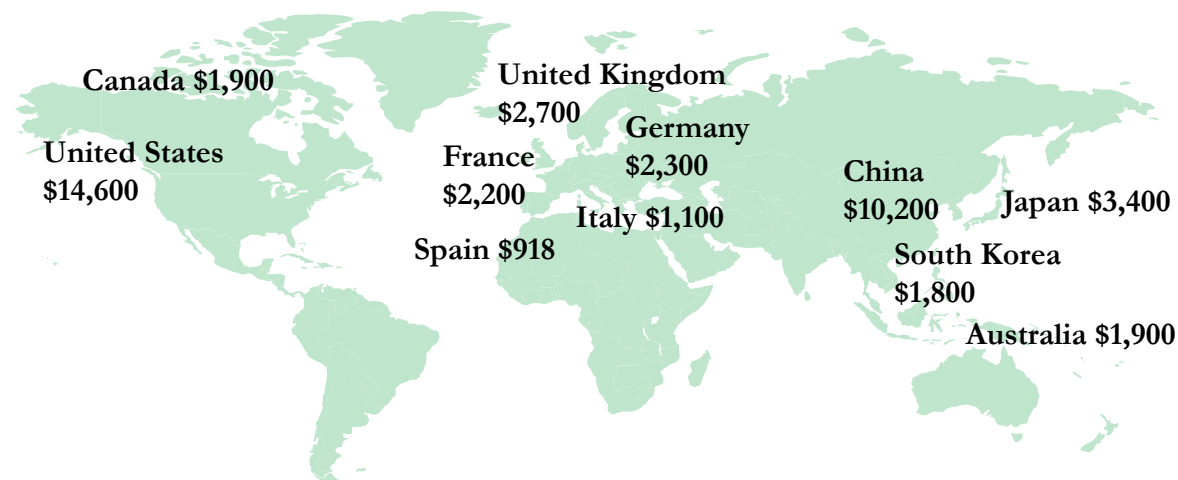 Canada $1,900
United States
$14,600
United Kingdom
$2,700
Germany
$2,300
France
$2,200
Italy $1,100
Spain $918
China
$10,200
Japan $3,400
South Korea
$1,800
Australia $1,900